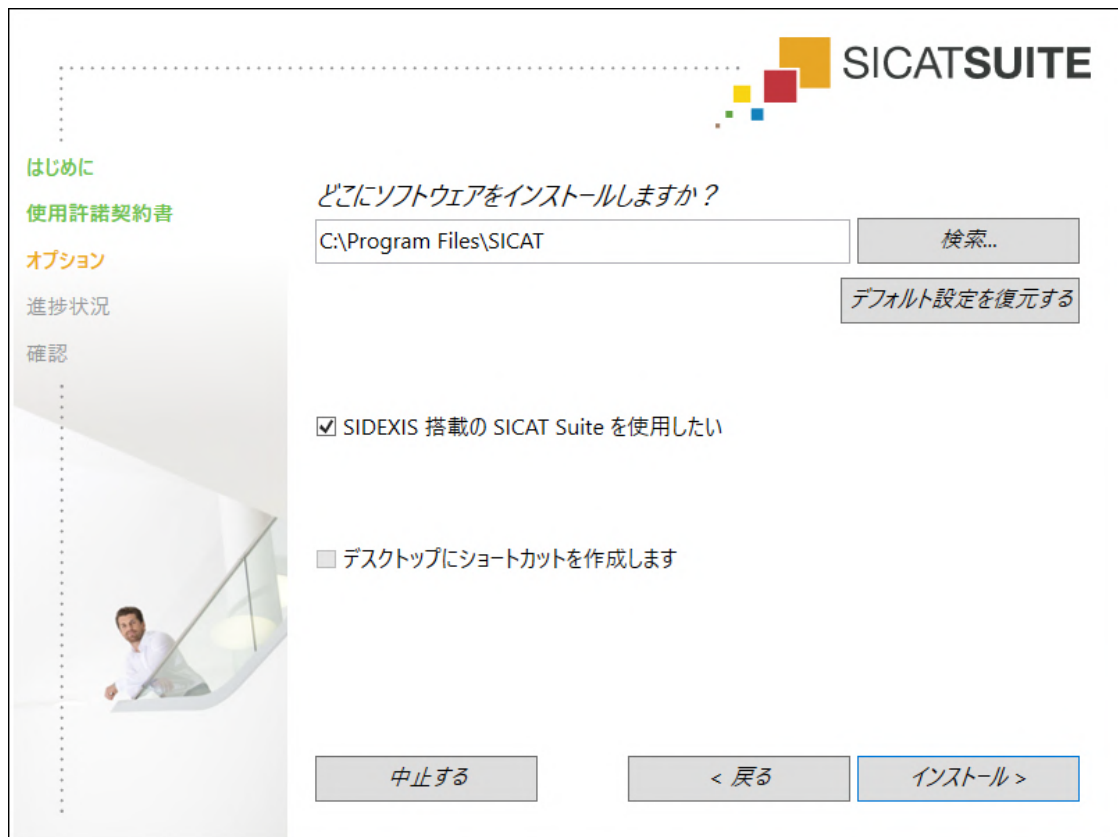 SICATSUITE
はじめに
使用許諾契約書
オプション
進捗状況
確認
どこにソフトウェアをインストールしますか？
C:\Program Files\SICAT
検索...
デフォルト設定を復元する
SIDEXIS 搭載の SICAT Suite を使用したい
デスクトップにショートカットを作成します
中止する
< 戻る
インストール >